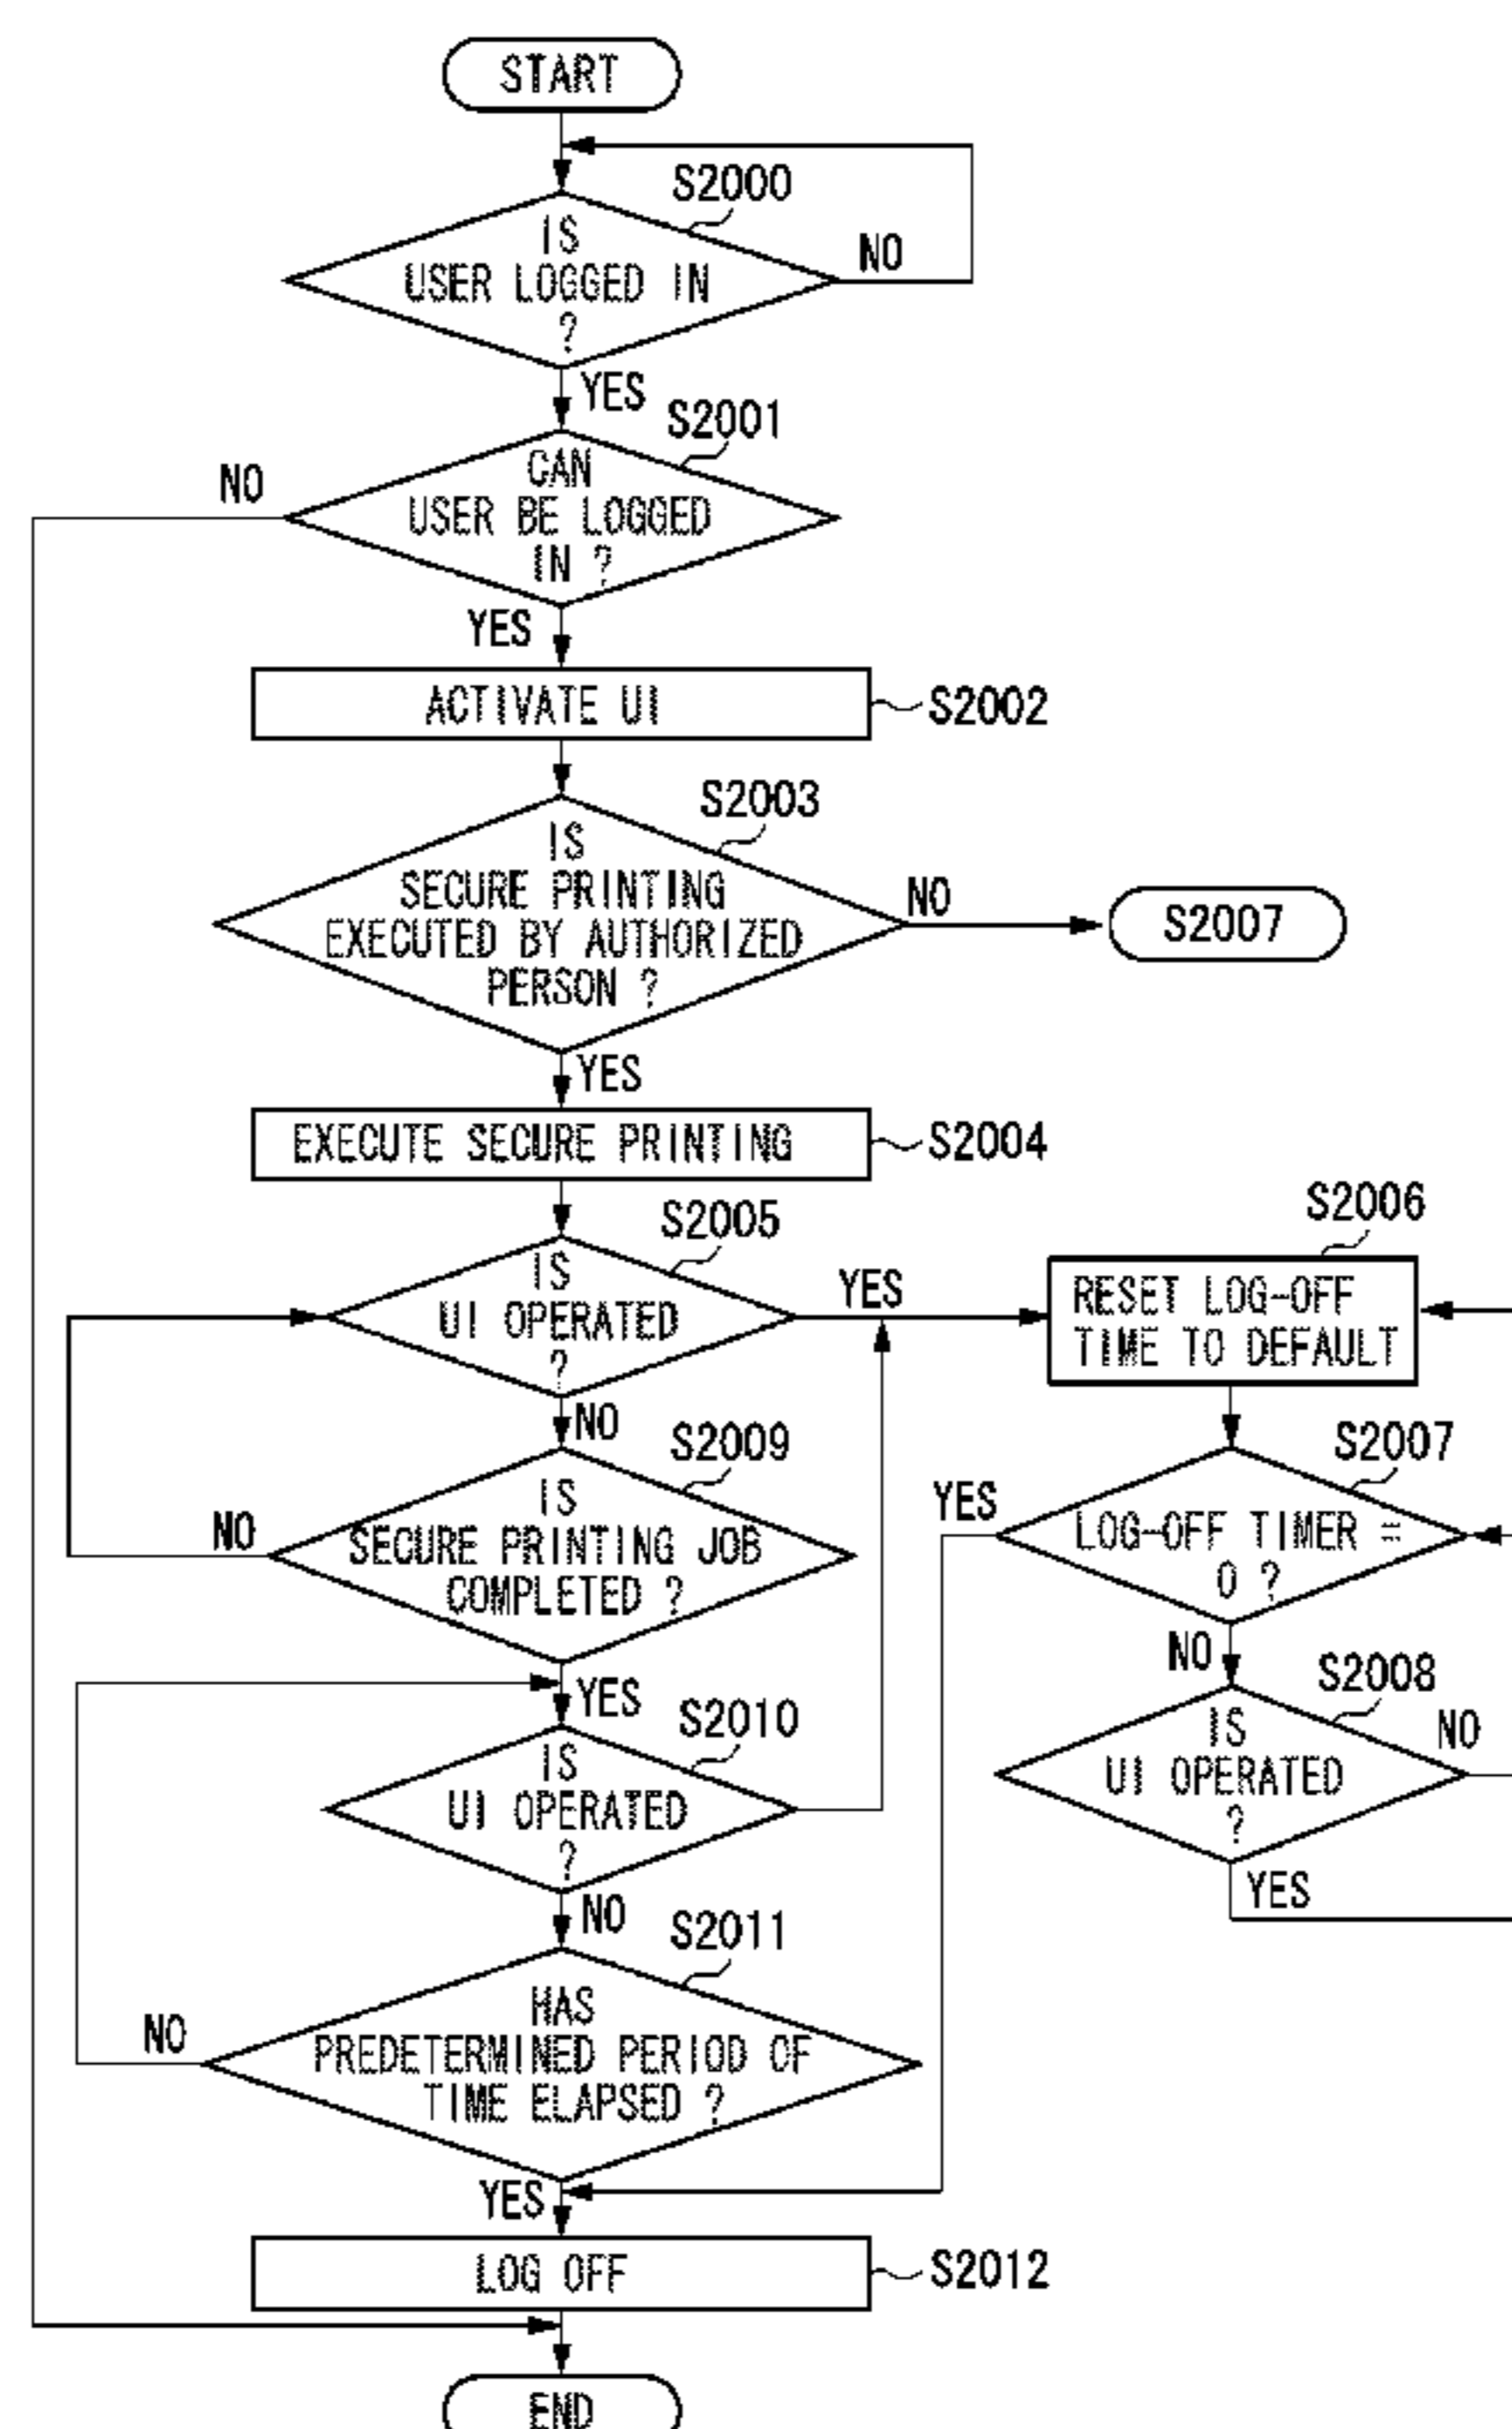 START
S2000
IS
USER LOGGED IN
?
NO
YES
S2001
CAN
USER BE LOGGED
IN ?
NO
YES
ACTIVATE UI
S2002
S2003
IS
SECURE PRINTING
EXECUTED BY AUTHORIZED
PERSON ?
NO
S2007
YES
EXECUTE SECURE PRINTING
S2004
S2005
IS
UI OPERATED
?
YES
NO
S2006
RESET LOG-OFF
TIME TO DEFAULT
S2007
LOG-OFF TIMER =
0 ?
YES
NO
S2008
IS
UI OPERATED
?
NO
YES
S2009
IS
SECURE PRINTING JOB
COMPLETED ?
NO
YES
S2010
IS
UI OPERATED
?
NO
S2011
HAS
PREDETERMINED PERIOD OF
TIME ELAPSED ?
NO
YES
LOG OFF
S2012
END